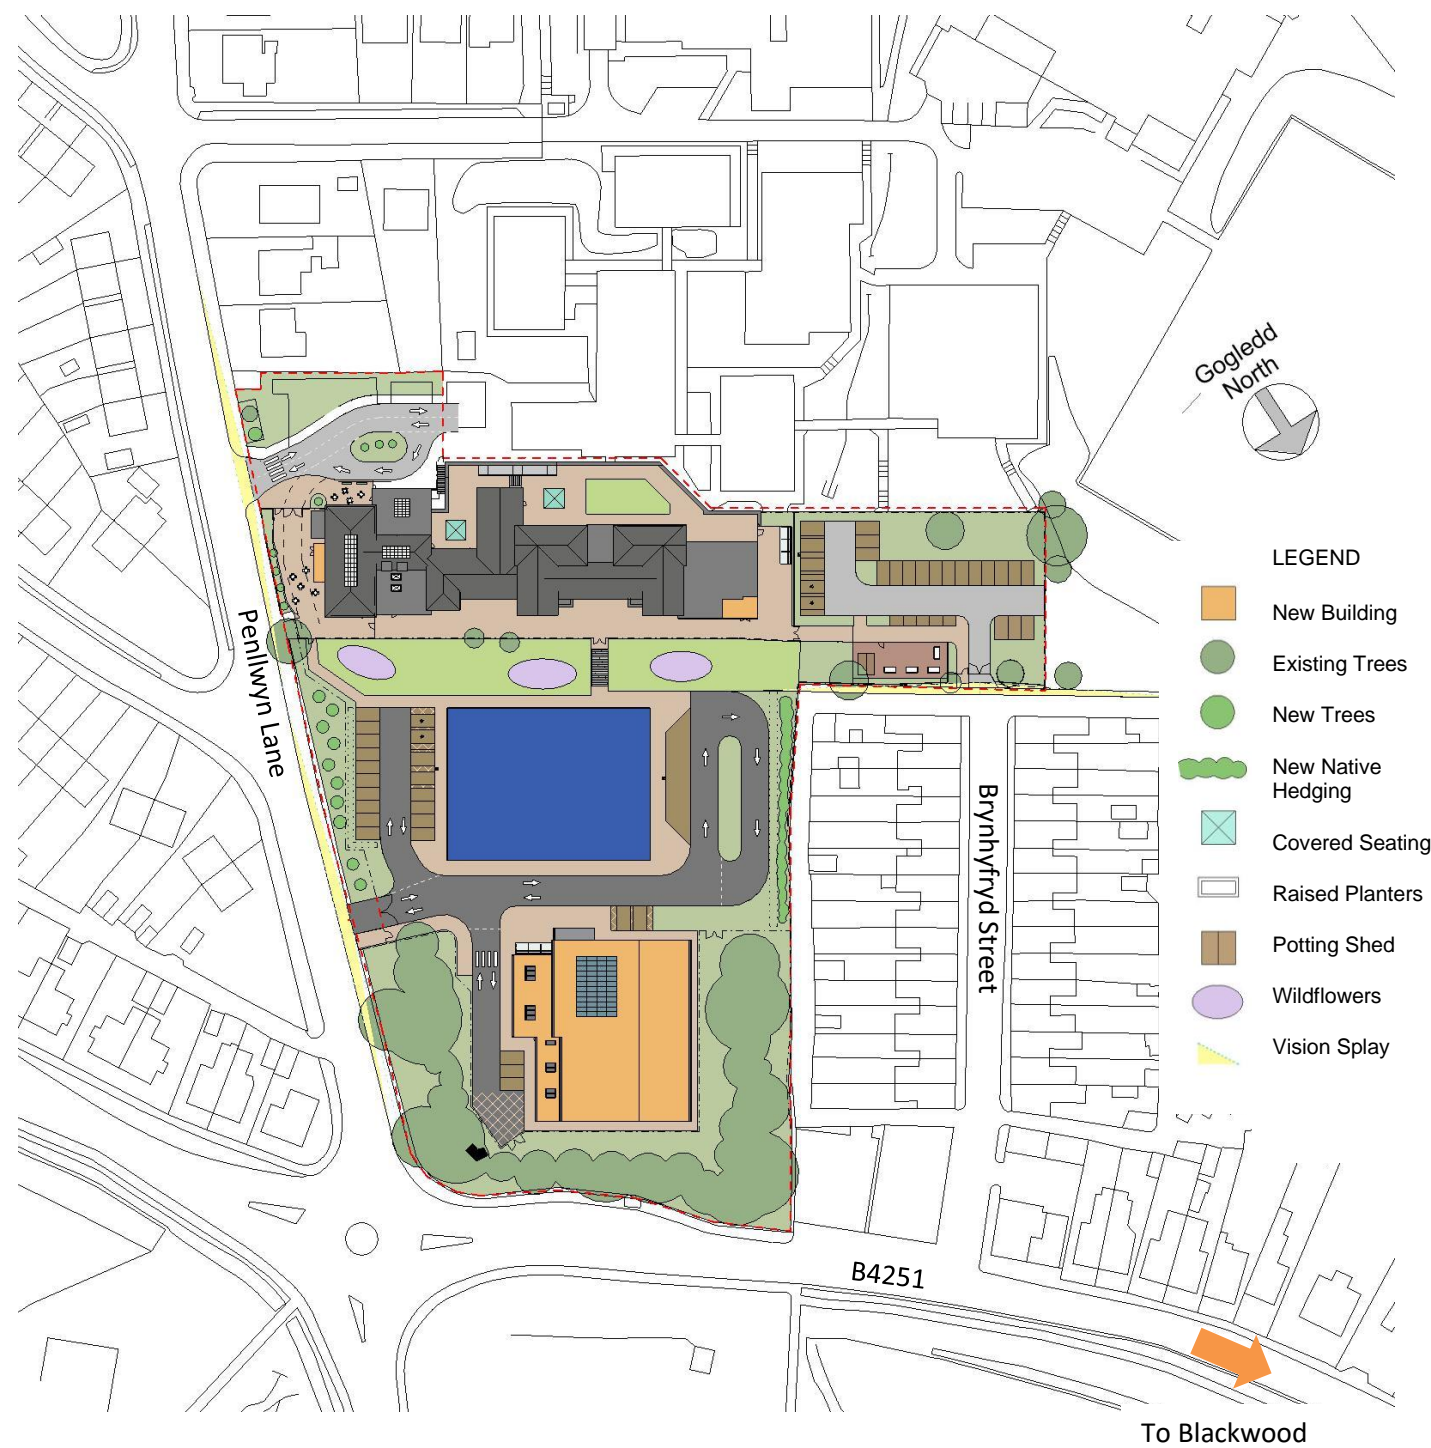 Gogledd
North
LEGEND
New Building
Existing Trees
New Trees
New Native
Hedging
Covered Seating
Raised Planters
Potting Shed
Wildflowers
Vision Splay
Penllwyn Lane
Brynhyfryd Street
B4251
To Blackwood